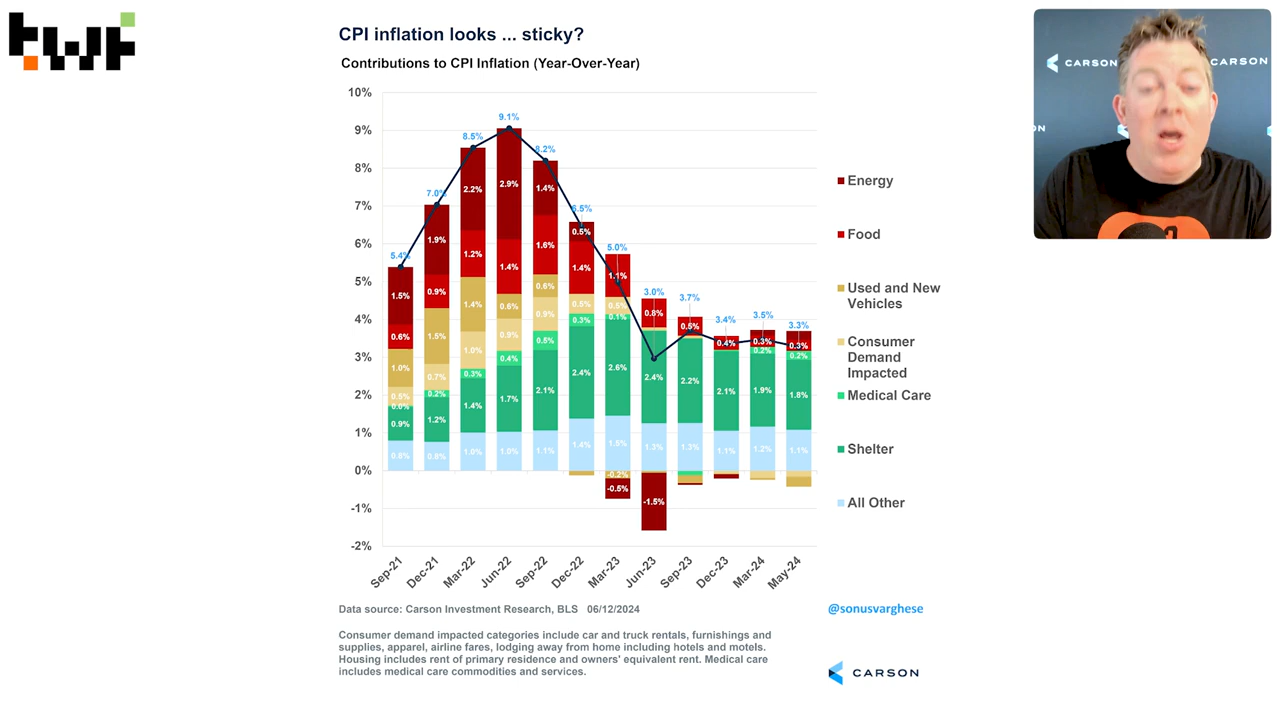 twf
CPI inflation looks ... sticky?
Contributions to CPI Inflation (Year-Over-Year)
10%
9%
8%
7%
6%
5%
4%
3%
2%
1%
0%
-1%
-2%
5.4%
7.0%
8.5%
9.1%
8.2%
6.5%
5.0%
3.0%
3.7%
3.4%
3.5%
3.3%
1.5%
0.6%
1.0%
0.5%
0.0%
0.9%
0.8%
1.9%
0.9%
1.5%
0.7%
0.2%
1.2%
0.8%
2.2%
1.2%
1.4%
1.0%
0.3%
1.4%
1.0%
2.9%
1.4%
0.6%
0.9%
0.4%
1.7%
1.0%
1.4%
1.6%
0.6%
0.9%
0.5%
2.1%
1.1%
0.5%
1.4%
0.5%
0.3%
2.4%
1.4%
1.1%
0.5%
0.1%
2.6%
1.5%
-0.2%
-0.5%
0.8%
2.4%
1.3%
-1.5%
0.5%
2.2%
1.3%
0.4%
2.1%
1.1%
0.3%
0.2%
1.9%
1.2%
0.3%
0.2%
1.8%
1.1%
Sep-21
Dec-21
Mar-22
Jun-22
Sep-22
Dec-22
Mar-23
Jun-23
Sep-23
Dec-23
Mar-24
May-24
Energy
Food
Used and New
Vehicles
Consumer
Demand
Impacted
Medical Care
Shelter
All Other
Data source: Carson Investment Research, BLS 06/12/2024
@sonusvarghese
Consumer demand impacted categories include car and truck rentals, furnishings and
supplies, apparel, airline fares, lodging away from home including hotels and motels.
Housing includes rent of primary residence and owners' equivalent rent. Medical care
includes medical care commodities and services.
CARSON
CARSON
CARSON